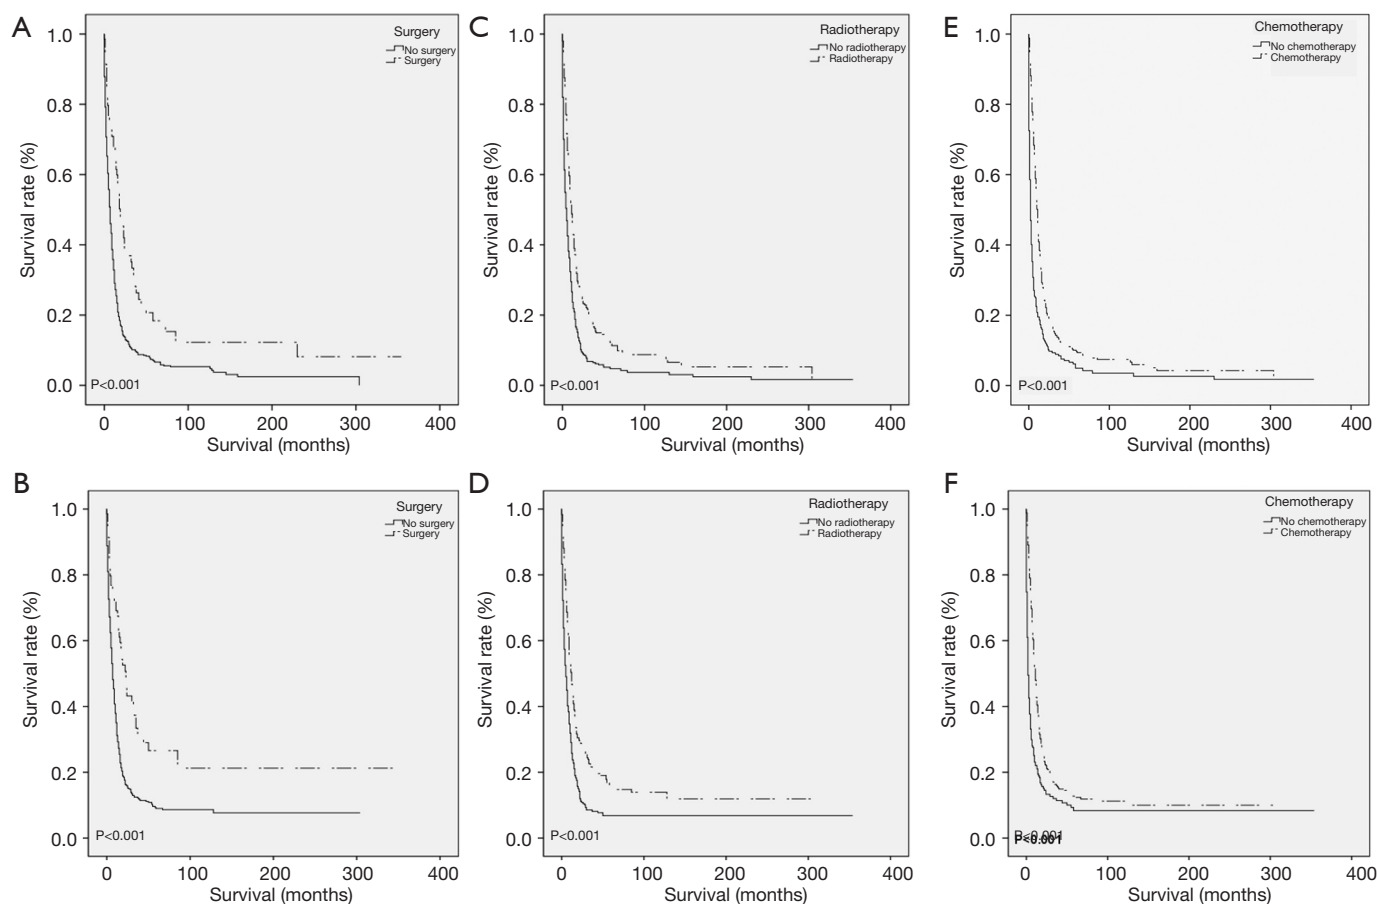 A
Surgery
No surgery
Surgery
1.0
0.8
0.6
0.4
0.2
0.0
Survival rate (%)
P<0.001
0 100 200 300 400
Survival (months)
C
Radiotherapy
No radiotherapy
Radiotherapy
1.0
0.8
0.6
0.4
0.2
0.0
Survival rate (%)
P<0.001
0 100 200 300 400
Survival (months)
E
Chemotherapy
No chemotherapy
Chemotherapy
1.0
0.8
0.6
0.4
0.2
0.0
Survival rate (%)
P<0.001
0 100 200 300 400
Survival (months)
B
Surgery
No surgery
Surgery
1.0
0.8
0.6
0.4
0.2
0.0
Survival rate (%)
P<0.001
0 100 200 300 400
Survival (months)
D
Radiotherapy
No radiotherapy
Radiotherapy
1.0
0.8
0.6
0.4
0.2
0.0
Survival rate (%)
P<0.001
0 100 200 300 400
Survival (months)
F
Chemotherapy
No chemotherapy
Chemotherapy
1.0
0.8
0.6
0.4
0.2
0.0
Survival rate (%)
P<0.001
P<0.001
0 100 200 300 400
Survival (months)